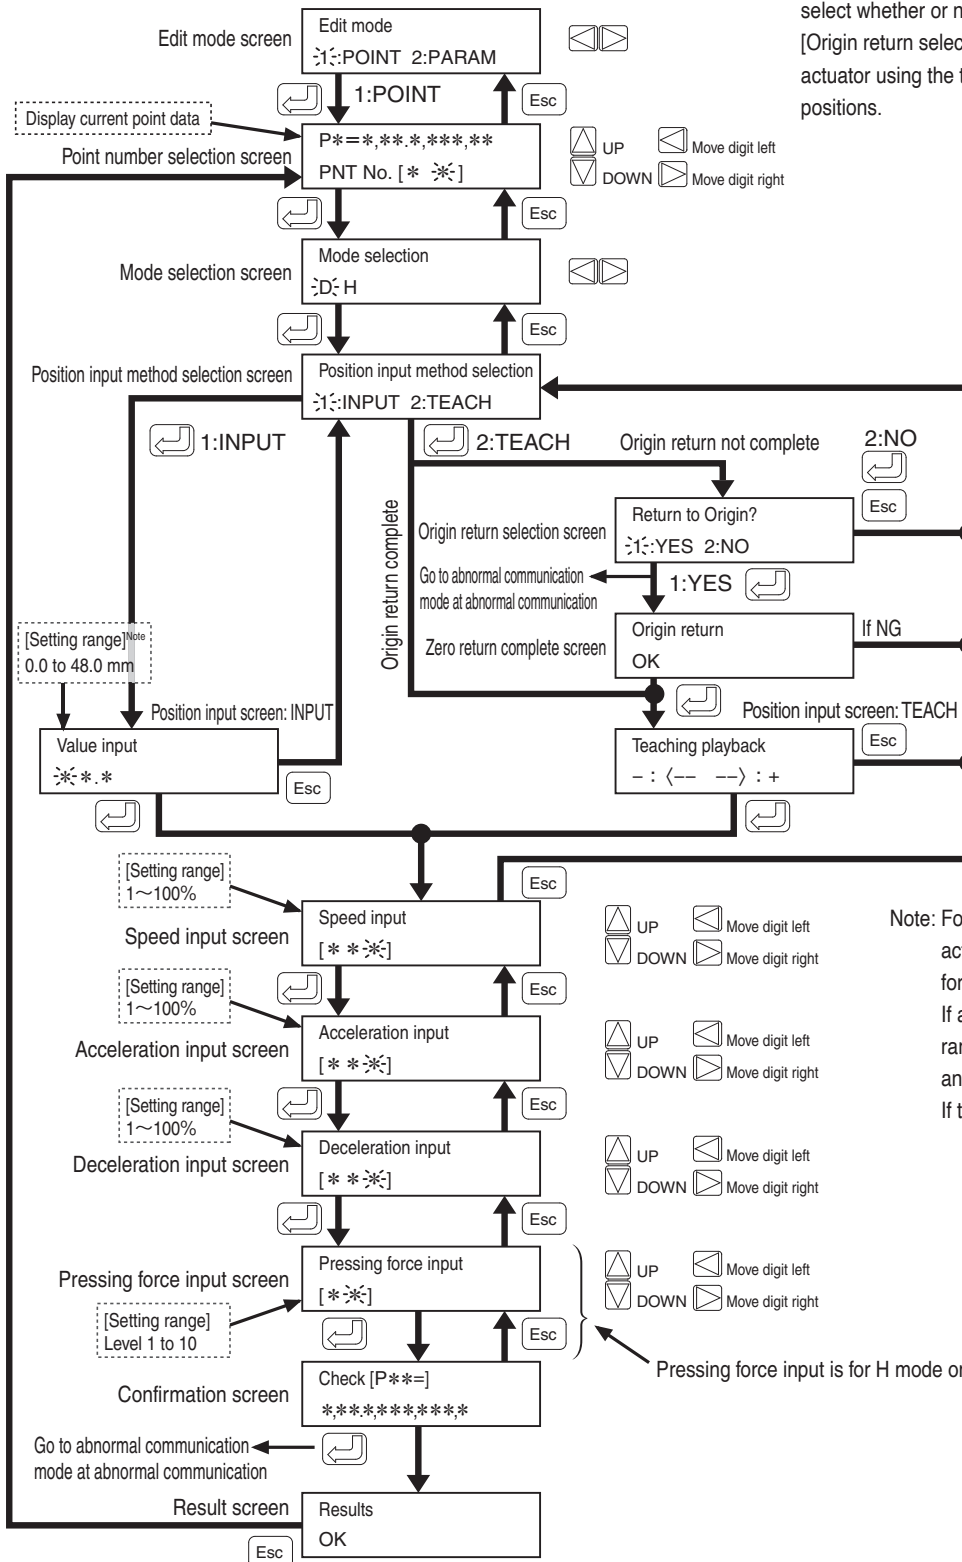 select whether or n
[Origin return selec
actuator using the t
positions.
Edit mode screen
Edit mode
1:POINT 2:PARAM
1:POINT
Esc
Display current point data
Point number selection screen
P*=*,**.*,***,**
PNT No. [* *]
UP
Move digit left
DOWN
Move digit right
Esc
Mode selection screen
Mode selection
D H
Esc
Position input method selection screen
Position input method selection
1:INPUT 2:TEACH
1:INPUT
2:TEACH
Origin return not complete
2:NO
Esc
Origin return complete
Origin return selection screen
Return to Origin?
1:YES 2:NO
Go to abnormal communication
mode at abnormal communication
1:YES
Zero return complete screen
Origin return
OK
If NG
[Setting range]Note
0.0 to 48.0 mm
Position input screen: INPUT
Value input
**.*
Esc
Position input screen: TEACH
Teaching playback
− : 〈−− −−〉 : +
Esc
[Setting range]
1～100%
Esc
Speed input screen
Speed input
[***]
UP
Move digit left
DOWN
Move digit right
Note: Fo
ac
for
If a
ran
an
If t
[Setting range]
1～100%
Esc
Acceleration input screen
Acceleration input
[***]
UP
Move digit left
DOWN
Move digit right
[Setting range]
1～100%
Esc
Deceleration input screen
Deceleration input
[***]
UP
Move digit left
DOWN
Move digit right
Esc
Pressing force input screen
Pressing force input
[**]
UP
Move digit left
DOWN
Move digit right
[Setting range]
Level 1 to 10
Esc
Pressing force input is for H mode o
Confirmation screen
Check [P**=]
*,**.*,***,***,*
Go to abnormal communication
mode at abnormal communication
Result screen
Results
OK
Esc